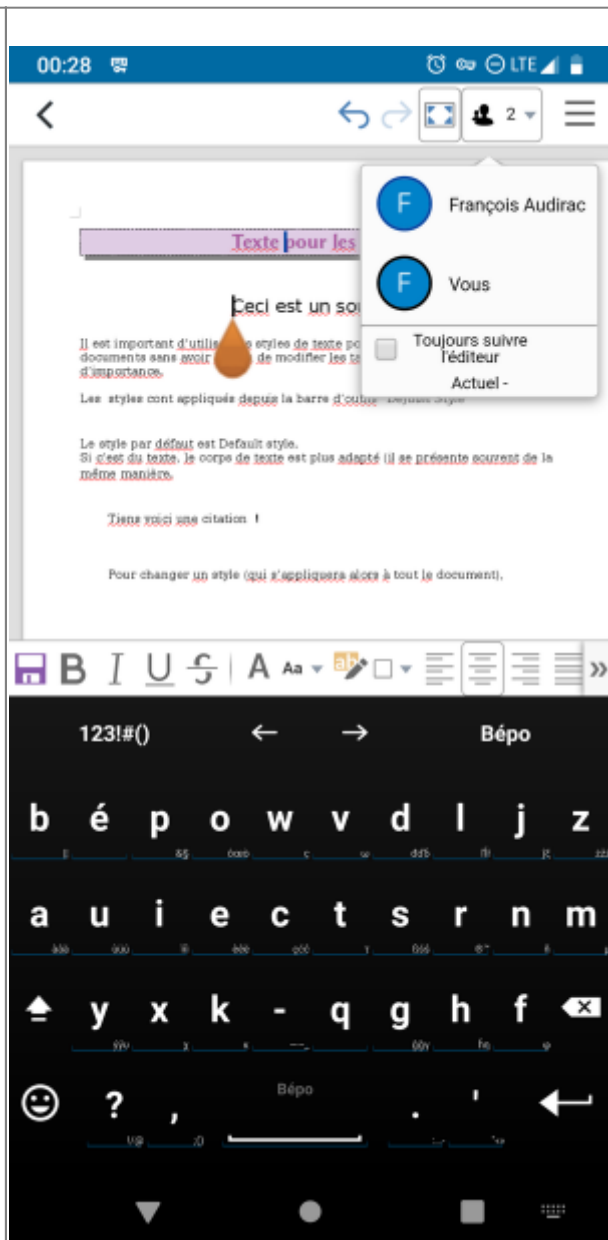 00:28 LTE
2
François Audirac
Vous
Toujours suivre
l'éditeur
Actuel -
Texte pour les
Ceci est un sou
Il est important d'utilis styles de texte po
documents sans avoir de modifier les ta
d'importance.
Les styles cont appliqués depuis la barre d'outils Default Style
Le style par défaut est Default style.
Si c'est du texte, le corps de texte est plus adapté (il se présente souvent de la
même manière.
Tiens voici une citation !
Pour changer un style (qui s'appliquera alors à tout le document),
B I U S A Aa ab
123!#() ← → Bépo
b é p o w v d l j z
a u i e c t s r n m
y x k - q g h f
Bépo
? , . '